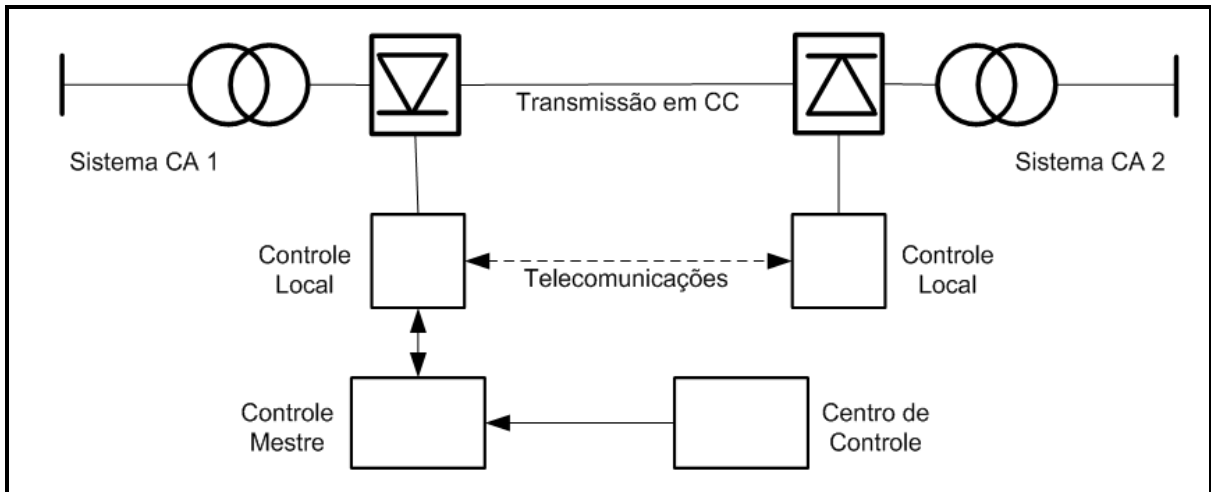 Transmissão em CC
Sistema CA 1
Sistema CA 2
Controle
Local
Telecomunicações
Controle
Local
Controle
Mestre
Centro de
Controle